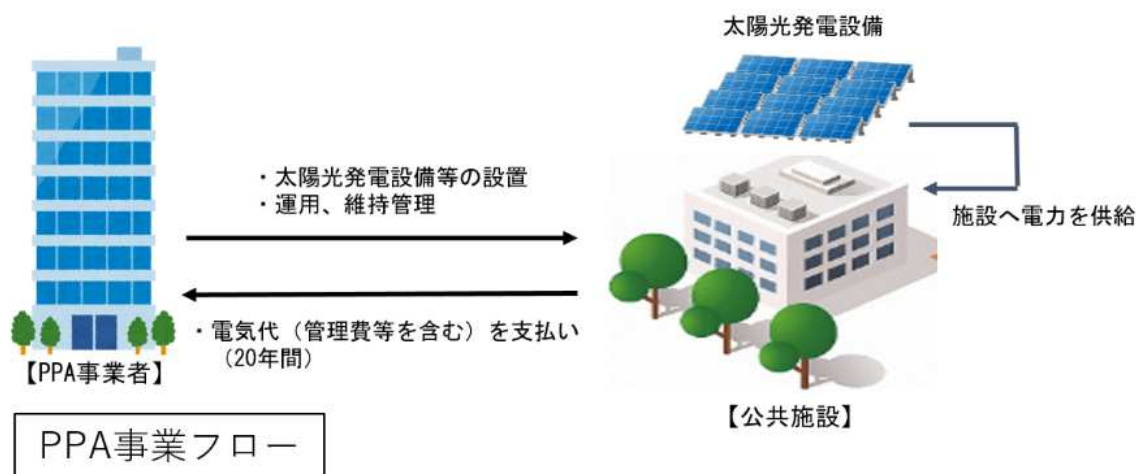 太陽光発電設備
・太陽光発電設備等の設置
・運用、維持管理
施設へ電力を供給
・電気代（管理費等を含む）を支払い
（20年間）
【PPA事業者】
【公共施設】
PPA事業フロー